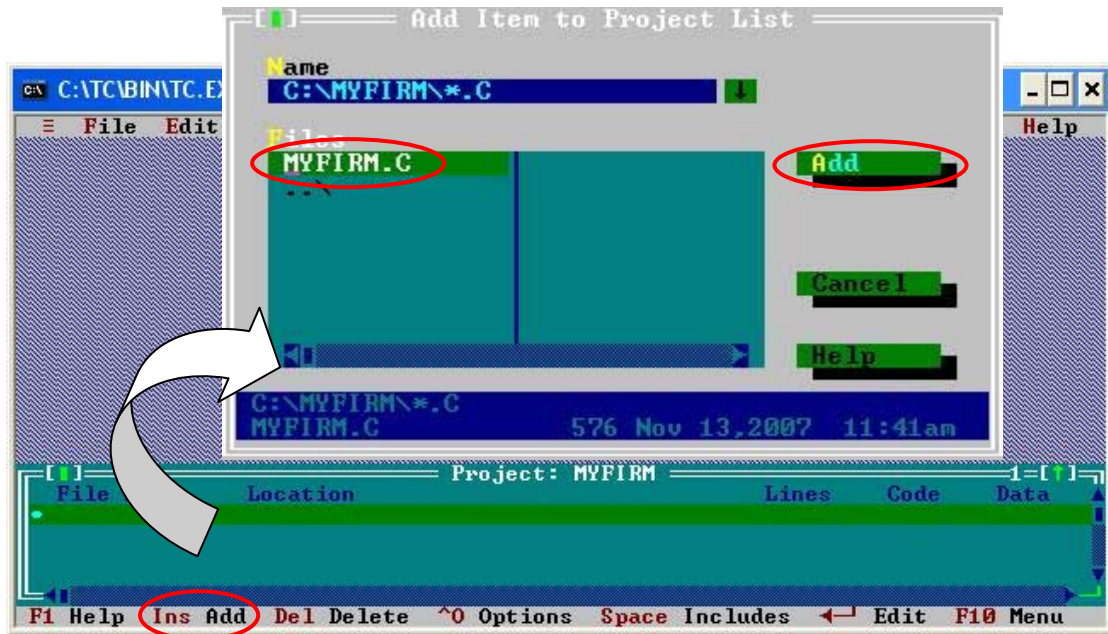 Add Item to Project List
Name
C:\MYFIRM\*.C
Files
MYFIRM.C
..\
Add
Cancel
Help
C:\MYFIRM\*.C
MYFIRM.C 576 Nov 13,2007 11:41am
C:\TC\BIN\TC.E
File Edit Help
Project: MYFIRM 1=[↑]
File Location Lines Code Data
F1 Help Ins Add Del Delete ^O Options Space Includes ←┘ Edit F10 Menu